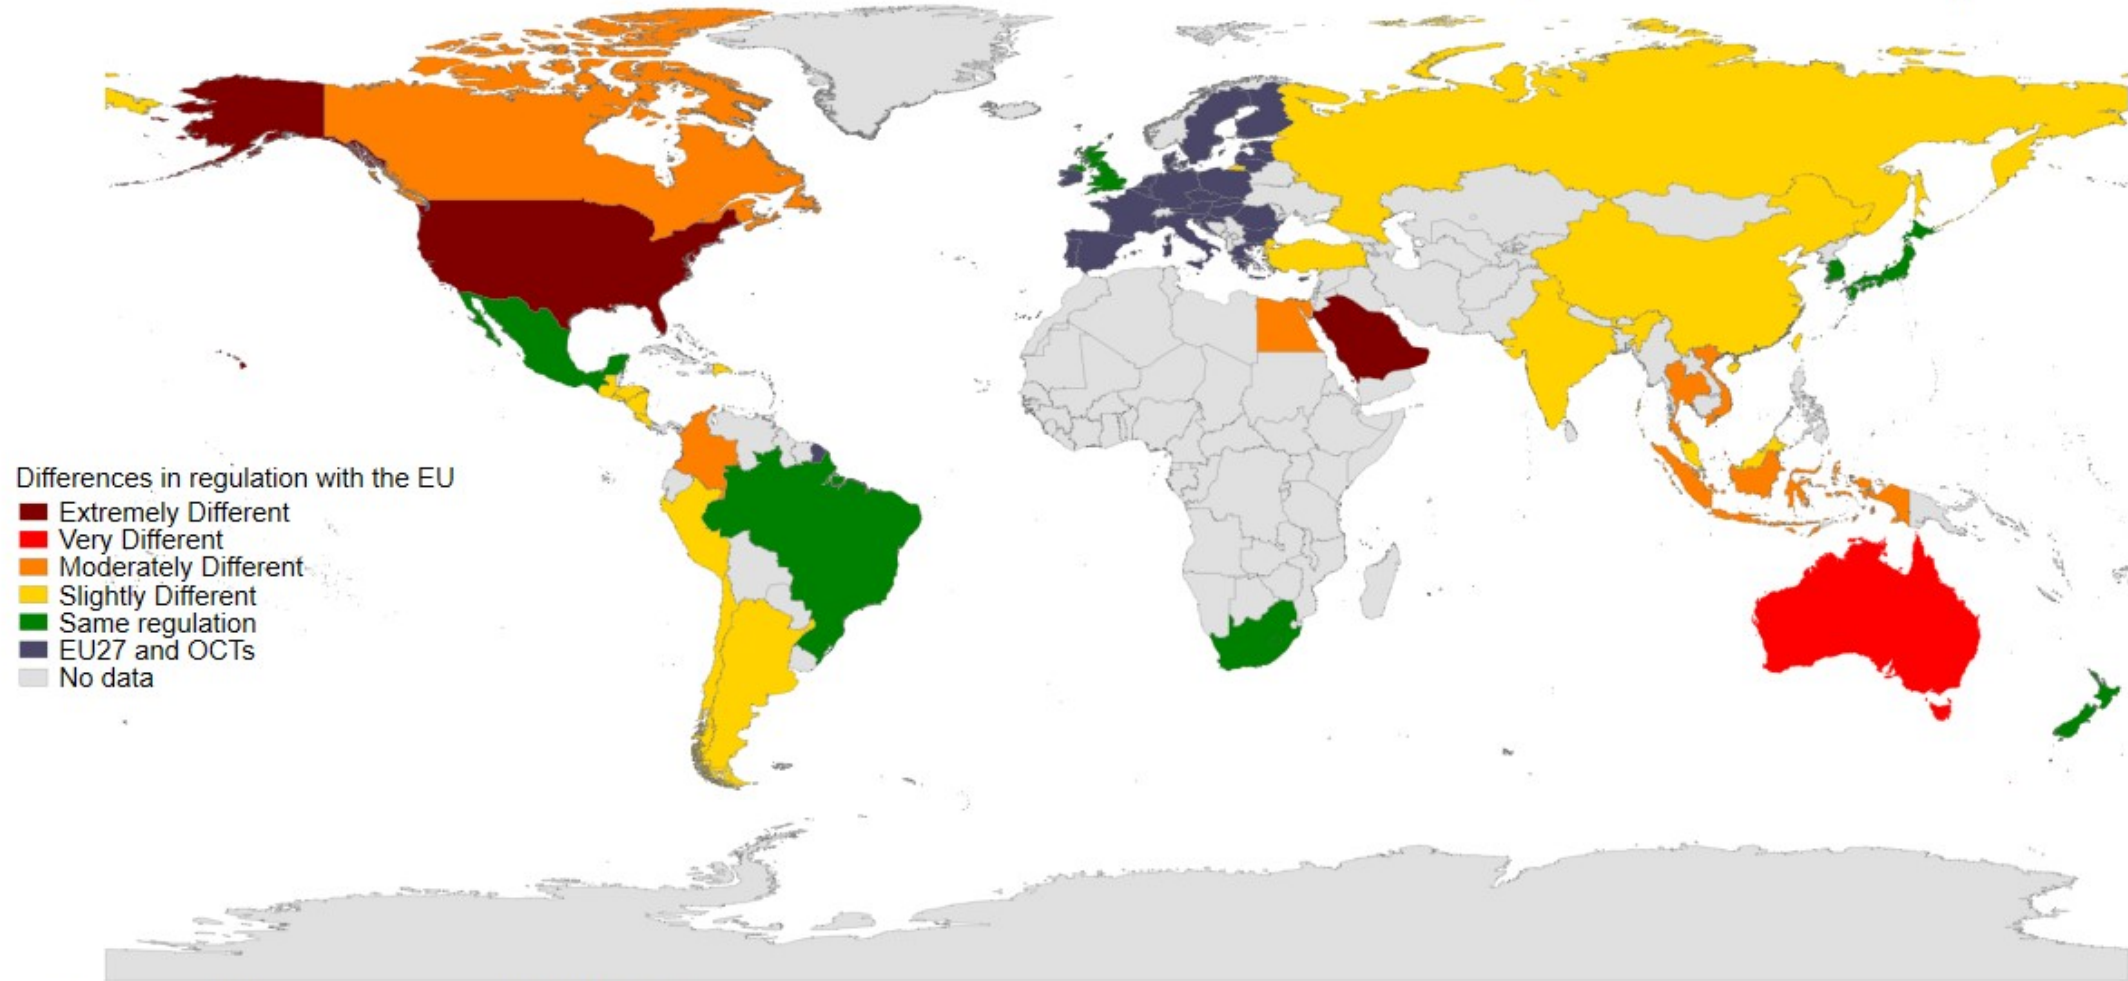 Differences in regulation with the EU
Extremely Different
Very Different
Moderately Different
Slightly Different
Same regulation
EU27 and OCTs
No data